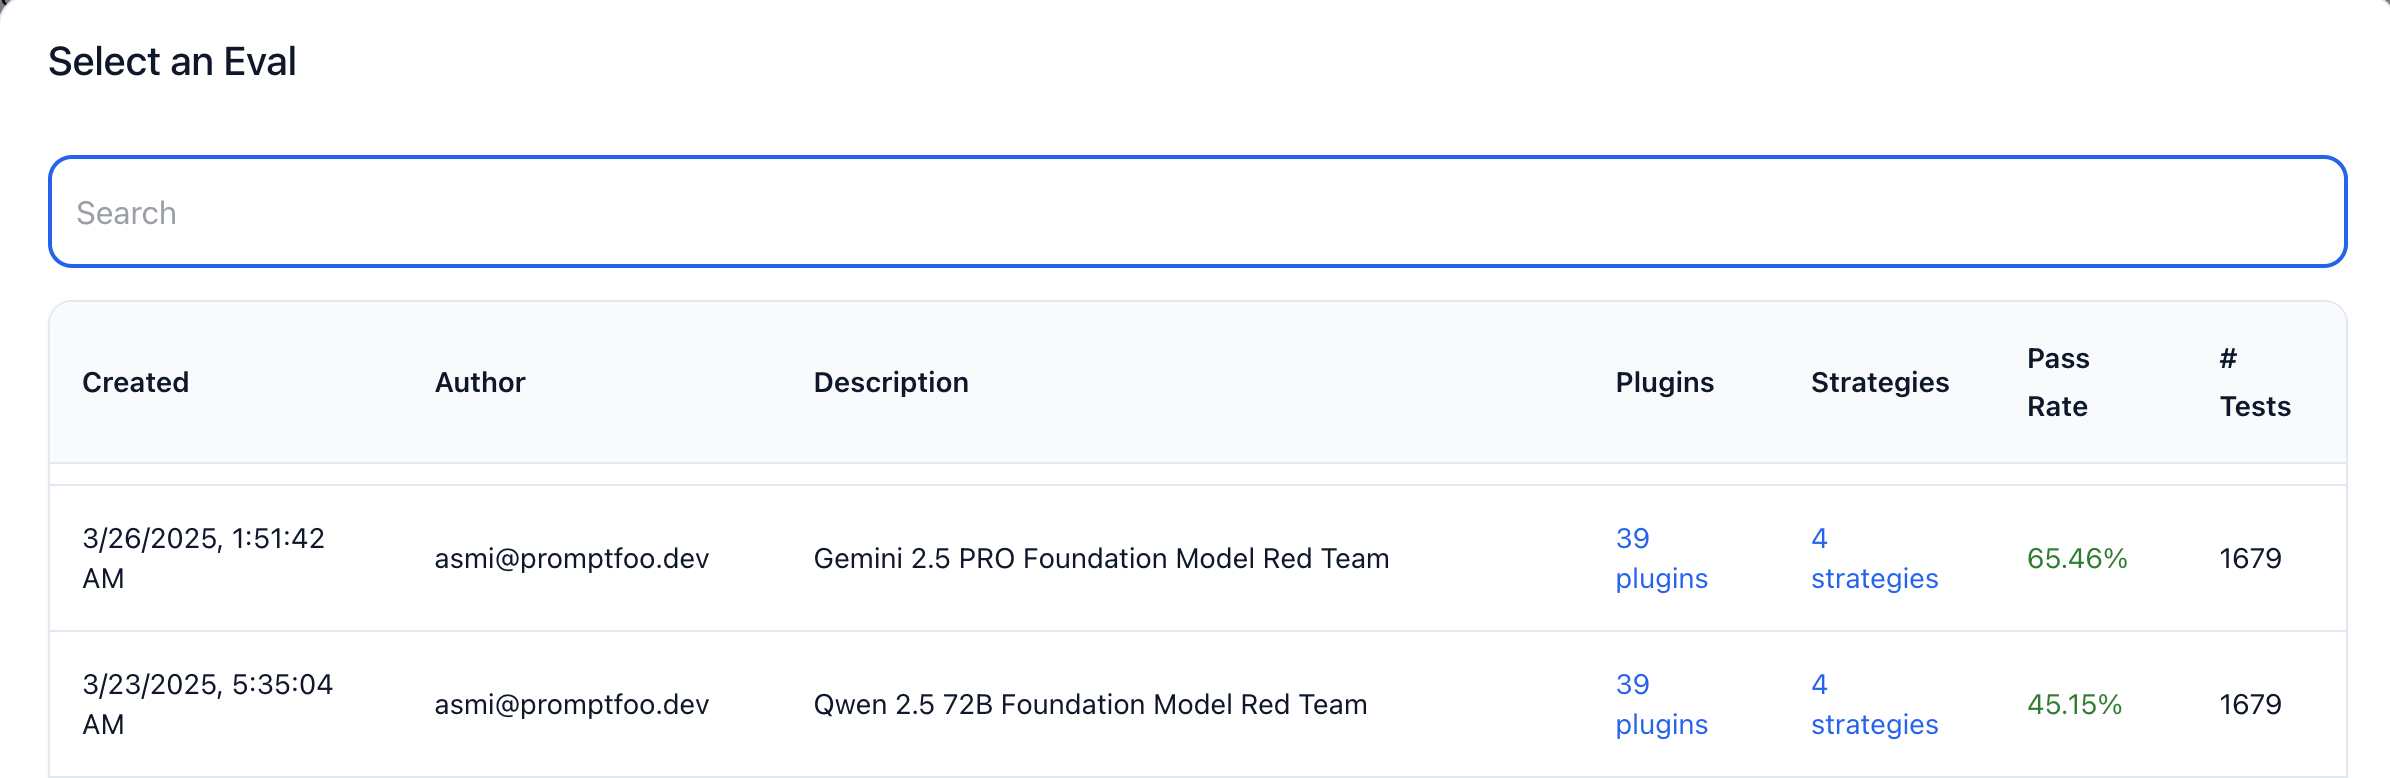 Select an Eval
Search
Created Author Description Plugins Strategies Pass Rate # Tests
3/26/2025, 1:51:42 AM asmi@promptfoo.dev Gemini 2.5 PRO Foundation Model Red Team 39 plugins 4 strategies 65.46% 1679
3/23/2025, 5:35:04 AM asmi@promptfoo.dev Qwen 2.5 72B Foundation Model Red Team 39 plugins 4 strategies 45.15% 1679